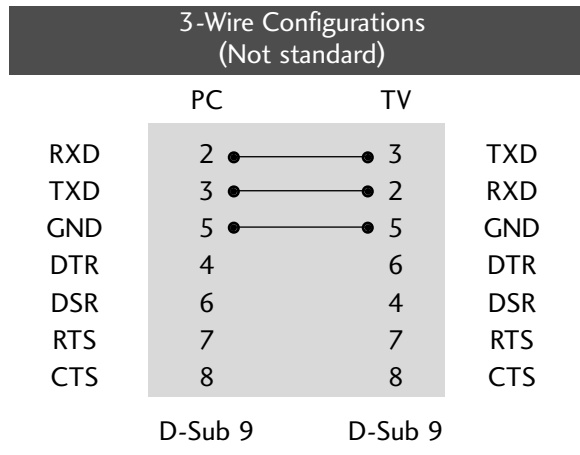 3-Wire Configurations
(Not standard)
PC TV
RXD 2 3 TXD
TXD 3 2 RXD
GND 5 5 GND
DTR 4 6 DTR
DSR 6 4 DSR
RTS 7 7 RTS
CTS 8 8 CTS
D-Sub 9 D-Sub 9